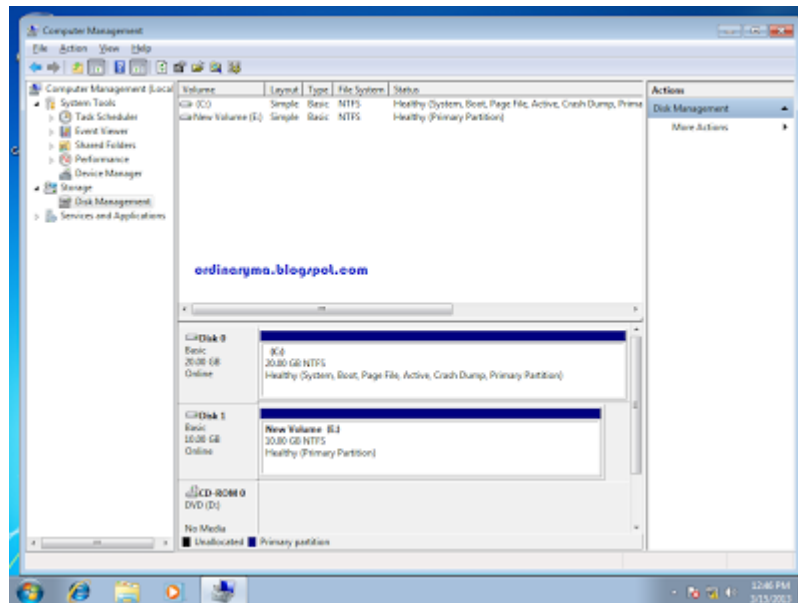 Computer Management
File Action View Help
Computer Management (Local
System Tools
Task Scheduler
Event Viewer
Shared Folders
Performance
Device Manager
Storage
Disk Management
Services and Applications
Volume Layout Type File System Status
(C:) Simple Basic NTFS Healthy (System, Boot, Page File, Active, Crash Dump, Prima
New Volume (E:) Simple Basic NTFS Healthy (Primary Partition)
ordinaryma.blogspot.com
Actions
Disk Management
More Actions
Disk 0
Basic
20.00 GB
Online
(C:)
20.00 GB NTFS
Healthy (System, Boot, Page File, Active, Crash Dump, Primary Partition)
Disk 1
Basic
10.00 GB
Online
New Volume (E:)
10.00 GB NTFS
Healthy (Primary Partition)
CD-ROM 0
DVD (D:)
No Media
Unallocated Primary partition
12:46 PM
3/15/2013